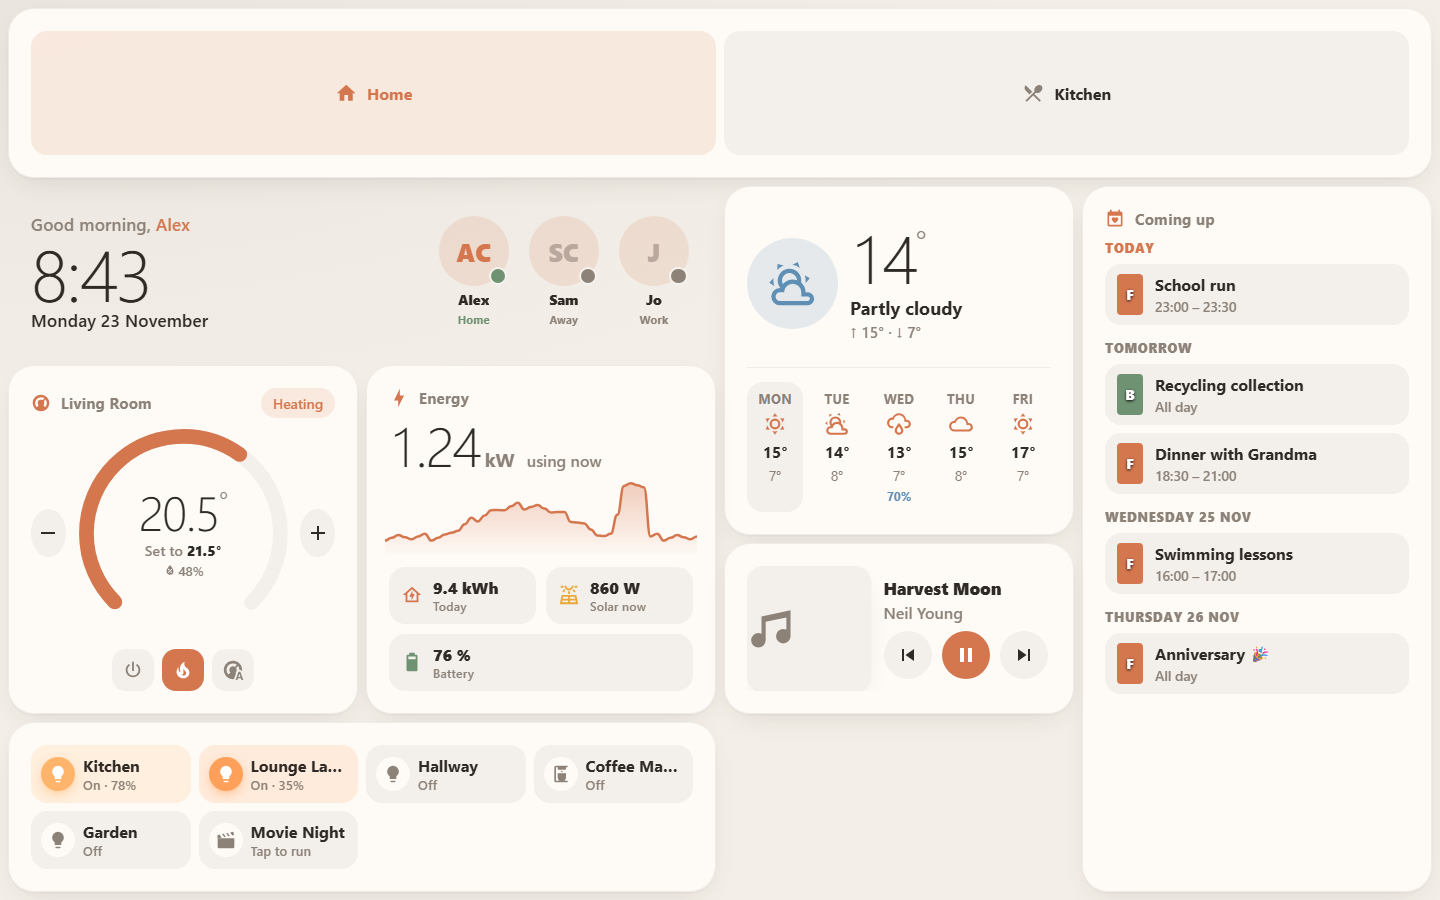 Home
Kitchen
Good morning, Alex
8:43
Monday 23 November
AC
SC
J
Alex
Sam
Jo
Home
Away
Work
14°
Partly cloudy
↑ 15° · ↓ 7°
MON
TUE
WED
THU
FRI
15°
14°
13°
15°
17°
7°
8°
7°
8°
7°
70%
Coming up
TODAY
F
School run
23:00 – 23:30
TOMORROW
B
Recycling collection
All day
F
Dinner with Grandma
18:30 – 21:00
WEDNESDAY 25 NOV
F
Swimming lessons
16:00 – 17:00
THURSDAY 26 NOV
F
Anniversary 🎉
All day
Living Room
Heating
20.5°
Set to 21.5°
48%
− +
A
Energy
1.24 kW using now
9.4 kWh
Today
860 W
Solar now
76 %
Battery
Harvest Moon
Neil Young
Kitchen
On · 78%
Lounge La...
On · 35%
Hallway
Off
Coffee Ma...
Off
Garden
Off
Movie Night
Tap to run